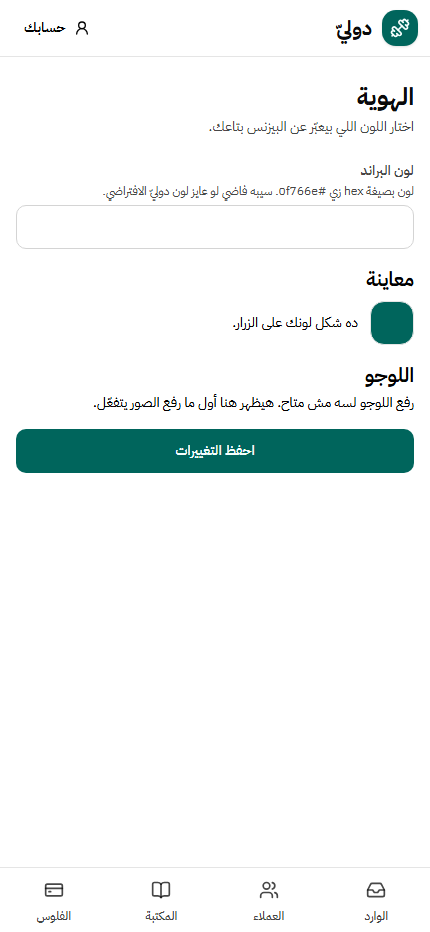 دوليّ
حسابك
الهوية
اختار اللون اللي بيعبّر عن البيزنس بتاعك.
لون البراند
لون بصيغة hex زي #0f766e. سيبه فاضي لو عايز لون دوليّ الافتراضي.
معاينة
ده شكل لونك على الزرار.
اللوجو
رفع اللوجو لسه مش متاح. هيظهر هنا أول ما رفع الصور يتفعّل.
احفظ التغييرات
الوارد
العملاء
المكتبة
الفلوس